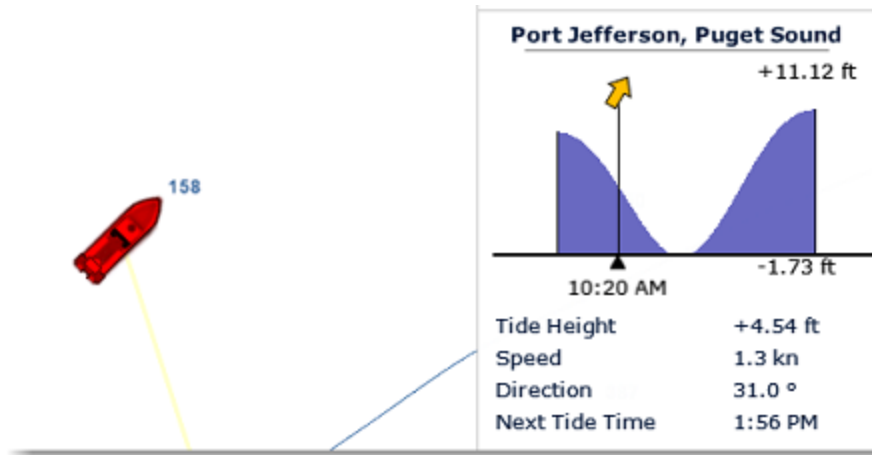 Port Jefferson, Puget Sound
+11.12 ft
158
-1.73 ft
10:20 AM
Tide Height +4.54 ft
Speed 1.3 kn
Direction 31.0 °
Next Tide Time 1:56 PM